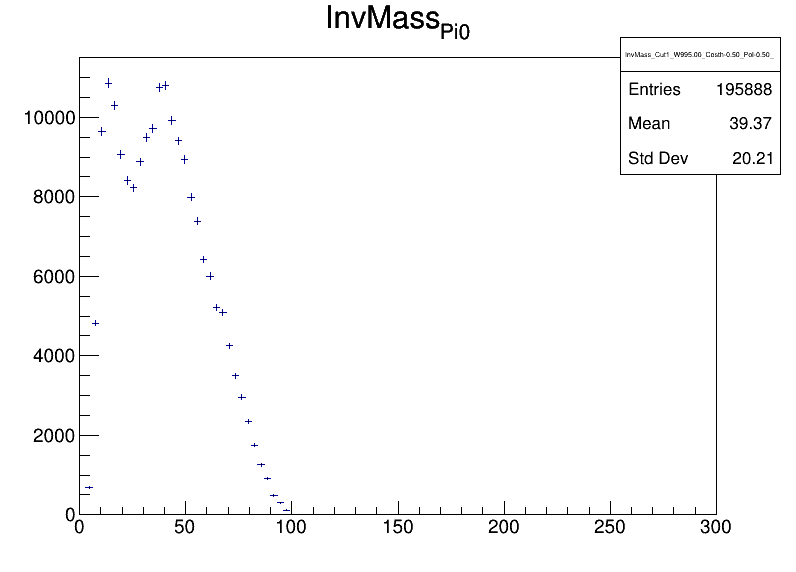 InvMass_Pi0
InvMass_Cut1_W995.00_Costh-0.50_Pol-0.50_
Entries 195888
Mean 39.37
Std Dev 20.21
10000
8000
6000
4000
2000
0
0 50 100 150 200 250 300